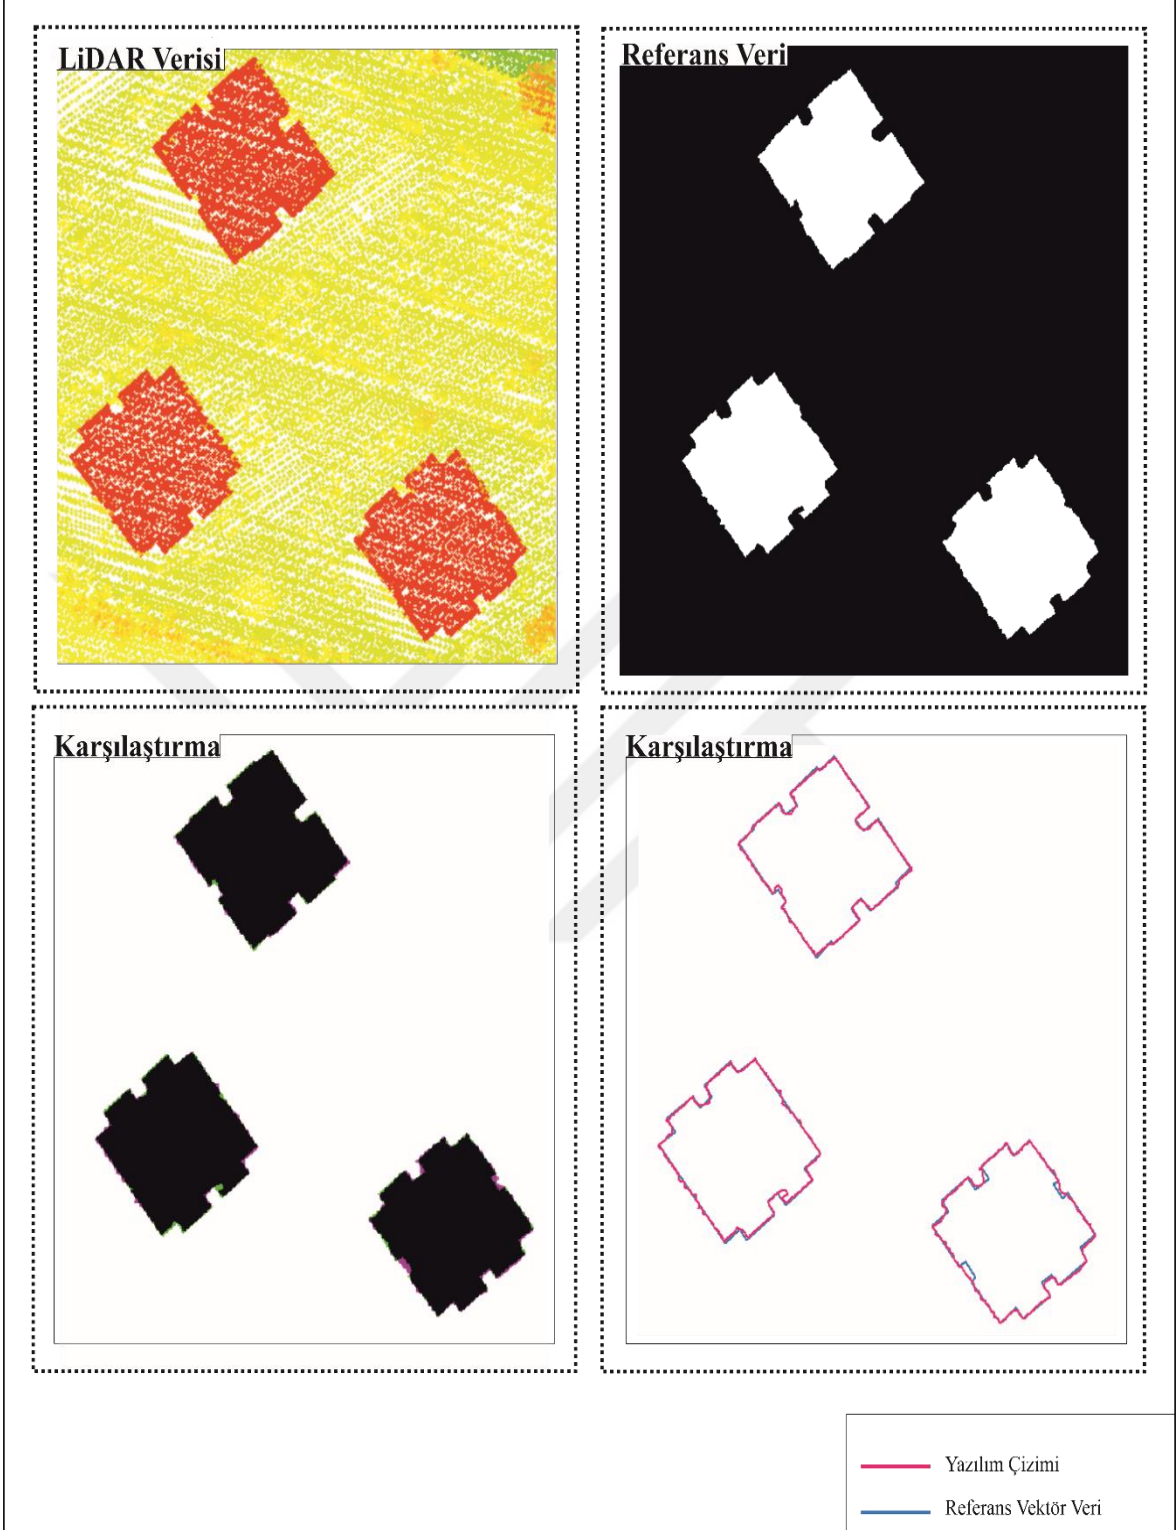 LiDAR Verisi
Referans Veri
Karşılaştırma
Karşılaştırma
Yazılım Çizimi
Referans Vektör Veri